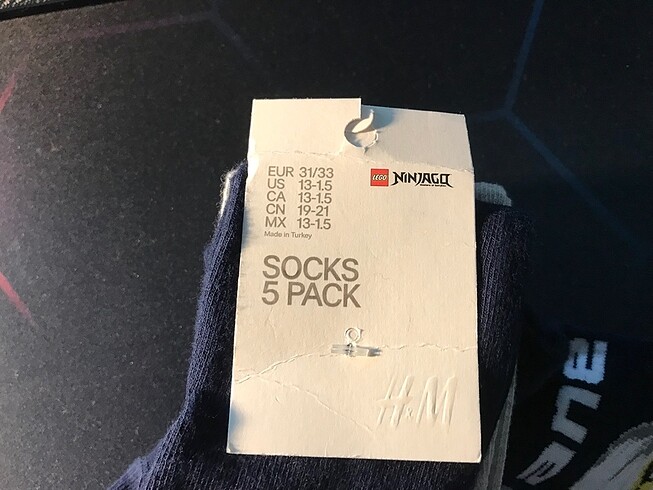 EUR 31/33
US 13-1.5
CA 13-1.5
CN 19-21
MX 13-1.5
Made in Turkey
LEGO NINJAGO
SOCKS
5 PACK
H&M